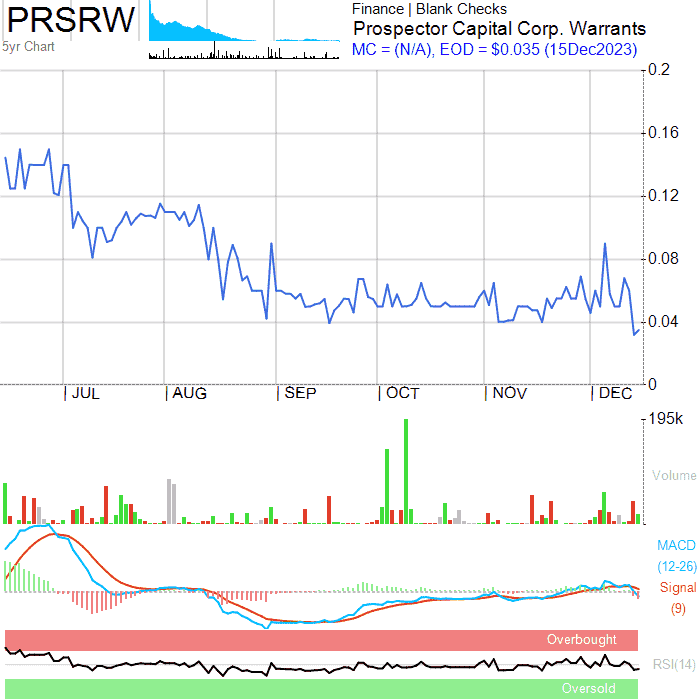 PRSRW
5yr Chart
Finance | Blank Checks
Prospector Capital Corp. Warrants
MC = (N/A), EOD = $0.035 (15Dec2023)
0.2
0.16
0.12
0.08
0.04
0
JUL AUG SEP OCT NOV DEC
195k
Volume
MACD
(12-26)
Signal
(9)
Overbought
RSI(14)
Oversold